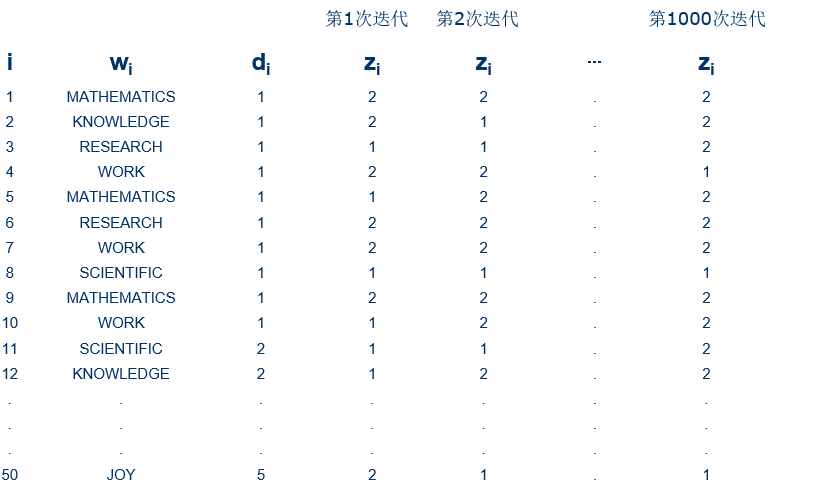 第1次迭代 第2次迭代 第1000次迭代
i wi di zi zi ... zi
1 MATHEMATICS 1 2 2 . 2
2 KNOWLEDGE 1 2 1 . 2
3 RESEARCH 1 1 1 . 2
4 WORK 1 2 2 . 1
5 MATHEMATICS 1 1 2 . 2
6 RESEARCH 1 2 2 . 2
7 WORK 1 2 2 . 2
8 SCIENTIFIC 1 1 1 . 1
9 MATHEMATICS 1 2 2 . 2
10 WORK 1 1 2 . 2
11 SCIENTIFIC 2 1 1 . 2
12 KNOWLEDGE 2 1 2 . 2
. . . . . . .
. . . . . . .
. . . . . . .
50 JOY 5 2 1 . 1